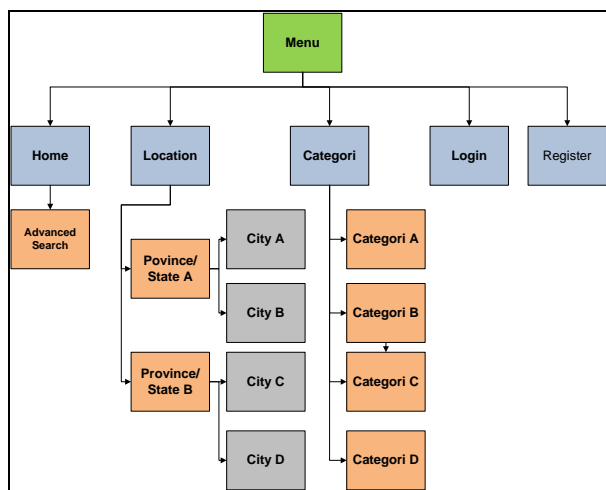 Menu
Home
Location
Categori
Login
Register
Advanced
Search
Povince/
State A
City A
City B
Categori A
Categori B
Province/
State B
City C
City D
Categori C
Categori D